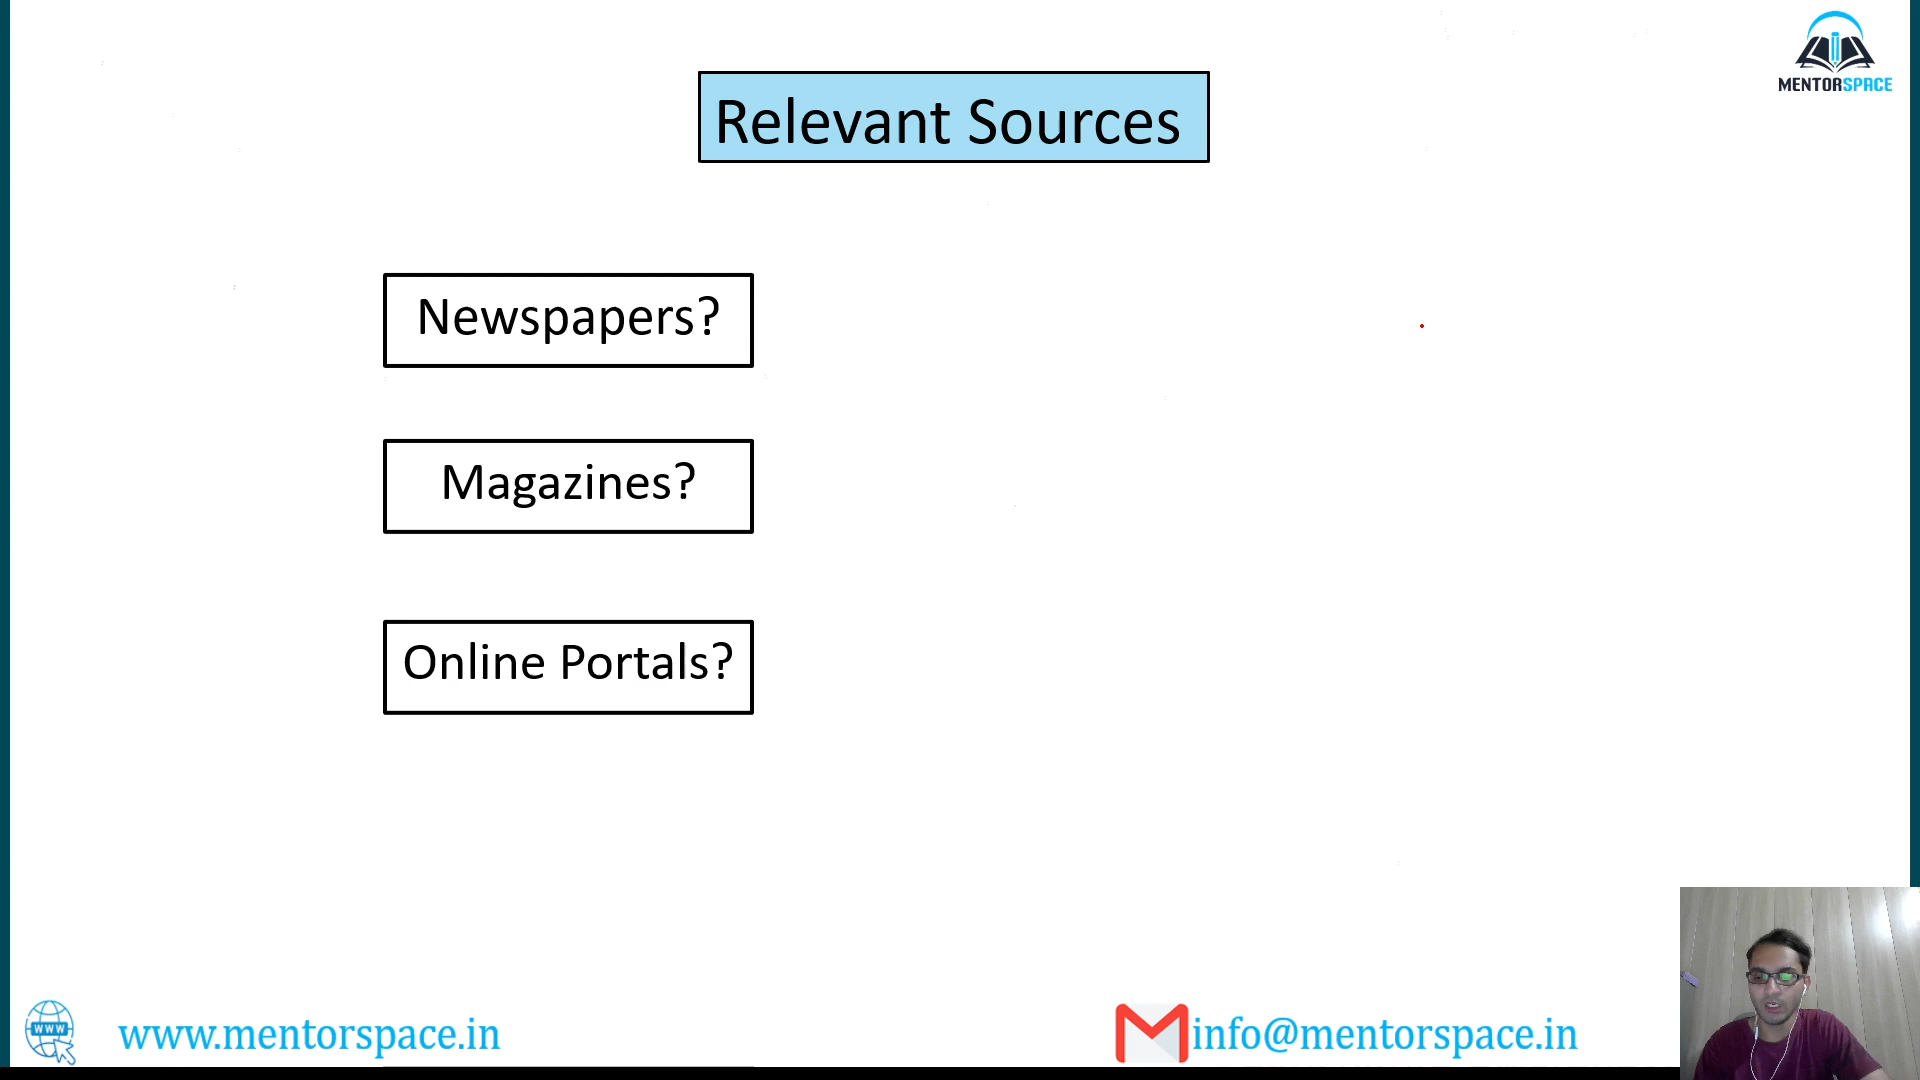 MENTORSPACE
Relevant Sources
Newspapers?
Magazines?
Online Portals?
WWW
www.mentorspace.in
info@mentorspace.in